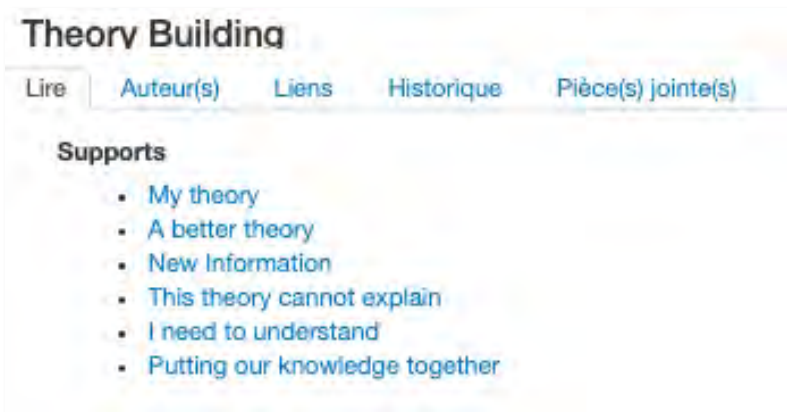 Theory Building
Lire Auteur(s) Liens Historique Pièce(s) jointe(s)
Supports
• My theory
• A better theory
• New Information
• This theory cannot explain
• I need to understand
• Putting our knowledge together